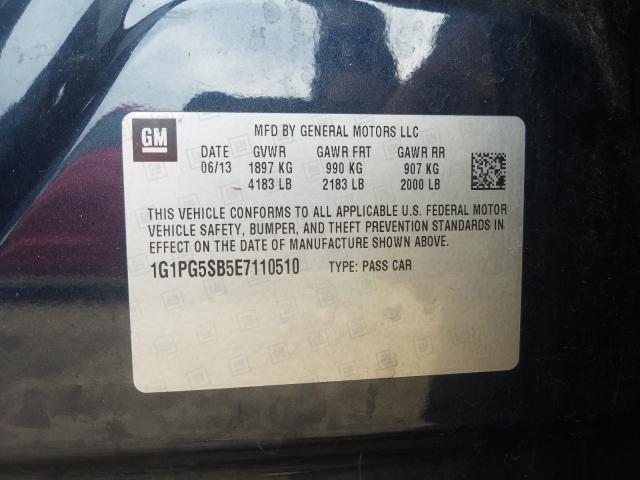 GM
MFD BY GENERAL MOTORS LLC
DATE GVWR GAWR FRT GAWR RR
06/13 1897 KG 990 KG 907 KG
4183 LB 2183 LB 2000 LB
THIS VEHICLE CONFORMS TO ALL APPLICABLE U.S. FEDERAL MOTOR
VEHICLE SAFETY, BUMPER, AND THEFT PREVENTION STANDARDS IN
EFFECT ON THE DATE OF MANUFACTURE SHOWN ABOVE.
1G1PG5SB5E7110510 TYPE: PASS CAR